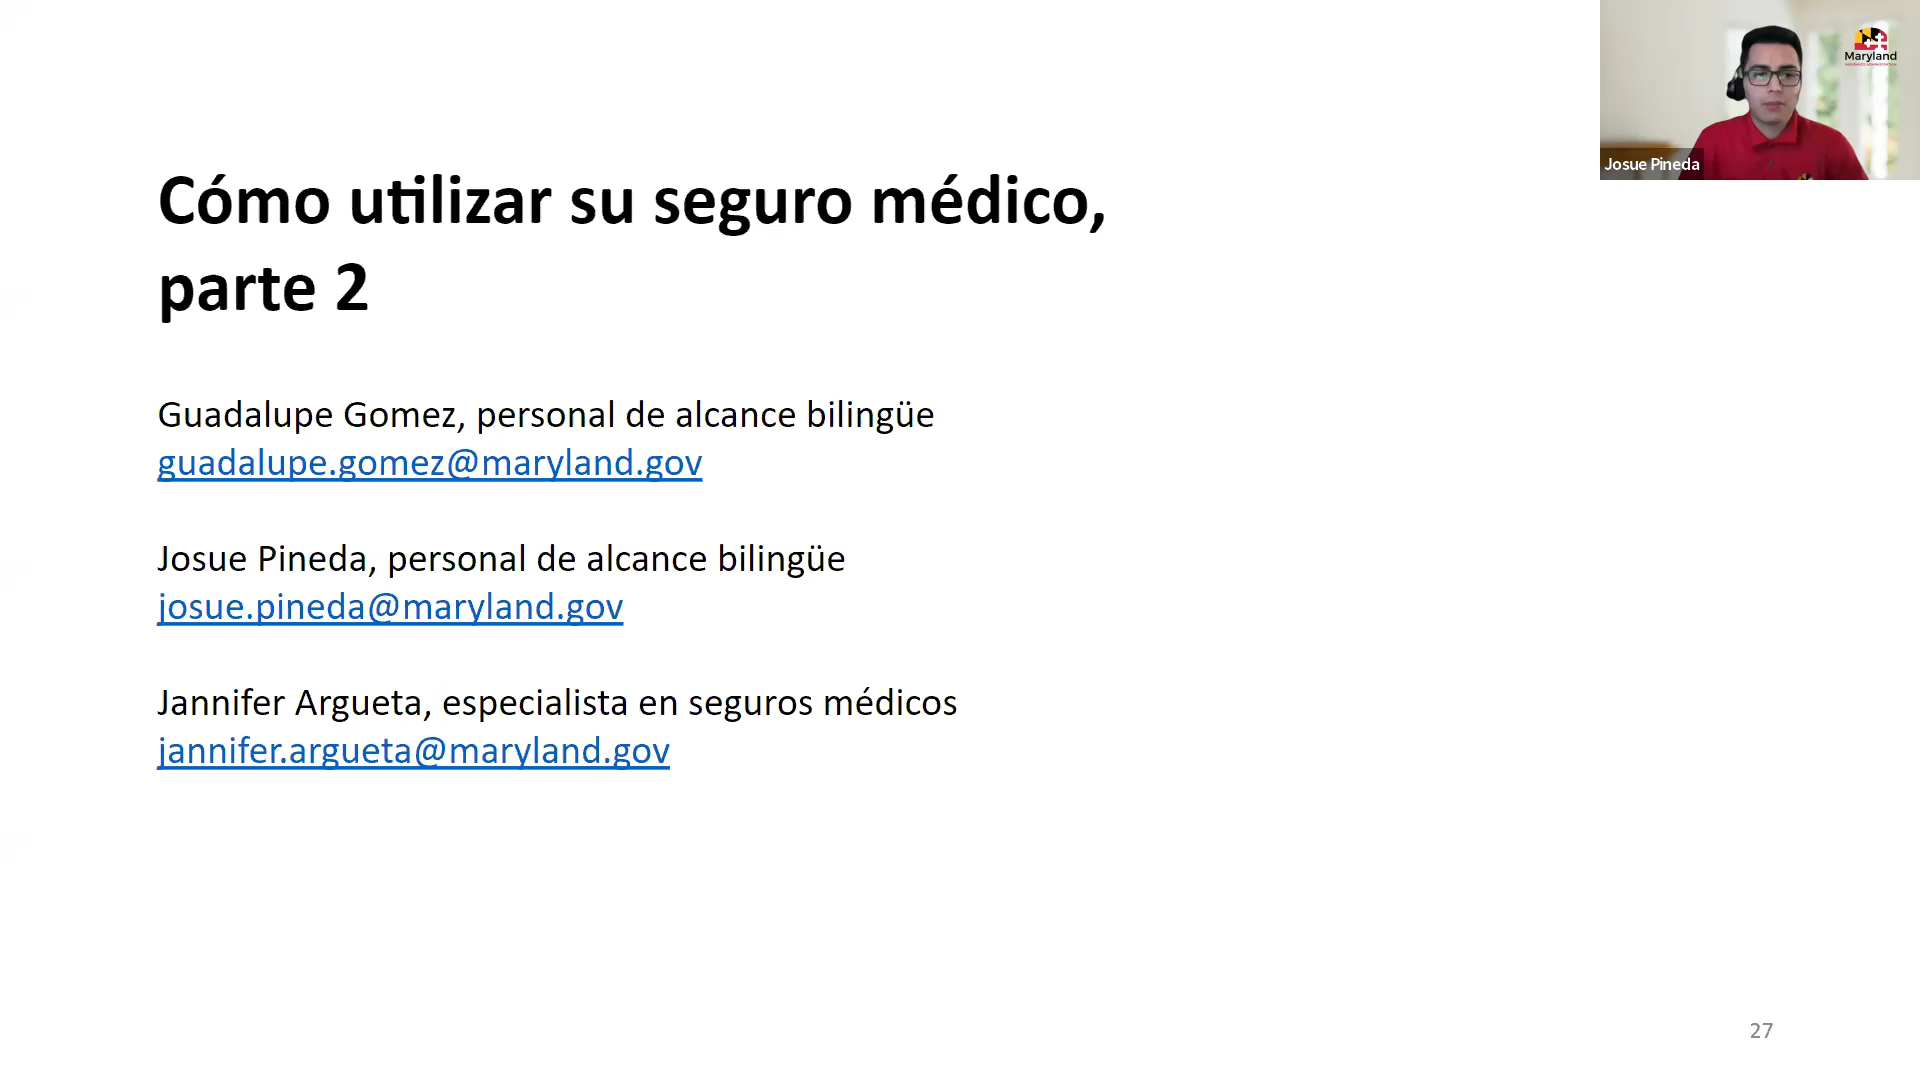 Cómo utilizar su seguro médico,
parte 2
Guadalupe Gomez, personal de alcance bilingüe
guadalupe.gomez@maryland.gov
Josue Pineda, personal de alcance bilingüe
josue.pineda@maryland.gov
Jannifer Argueta, especialista en seguros médicos
jannifer.argueta@maryland.gov
Maryland
Josue Pineda
27